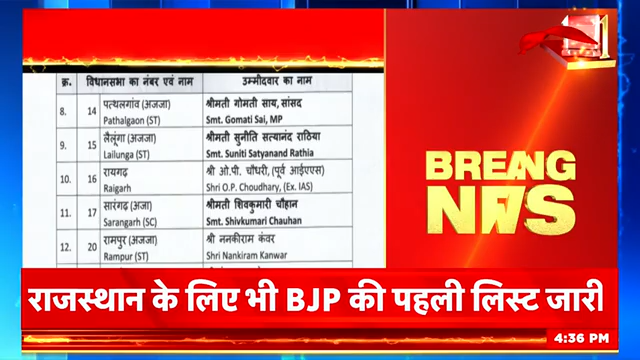 क्र. विधानसभा का नंबर एवं नाम उम्मीदवार का नाम
8. 14 पत्थलगांव (अजजा) श्रीमती गोमती साय, सांसद
Pathalgaon (ST) Smt. Gomati Sai, MP
9. 15 लैलूंगा (अजजा) श्रीमती सुनीति सत्यानंद राठिया
Lailunga (ST) Smt. Suniti Satyanand Rathia
10. 16 रायगढ़ श्री ओ.पी. चौधरी, (पूर्व आईएएस)
Raigarh Shri O.P. Choudhary, (Ex. IAS)
11. 17 सारंगढ़ (अजा) श्रीमती शिवकुमारी चौहान
Sarangarh (SC) Smt. Shivkumari Chauhan
12. 20 रामपुर (अजजा) श्री ननकीराम कंवर
Rampur (ST) Shri Nankiram Kanwar
1
BREANG
NEWS
राजस्थान के लिए भी BJP की पहली लिस्ट जारी
4:36 PM